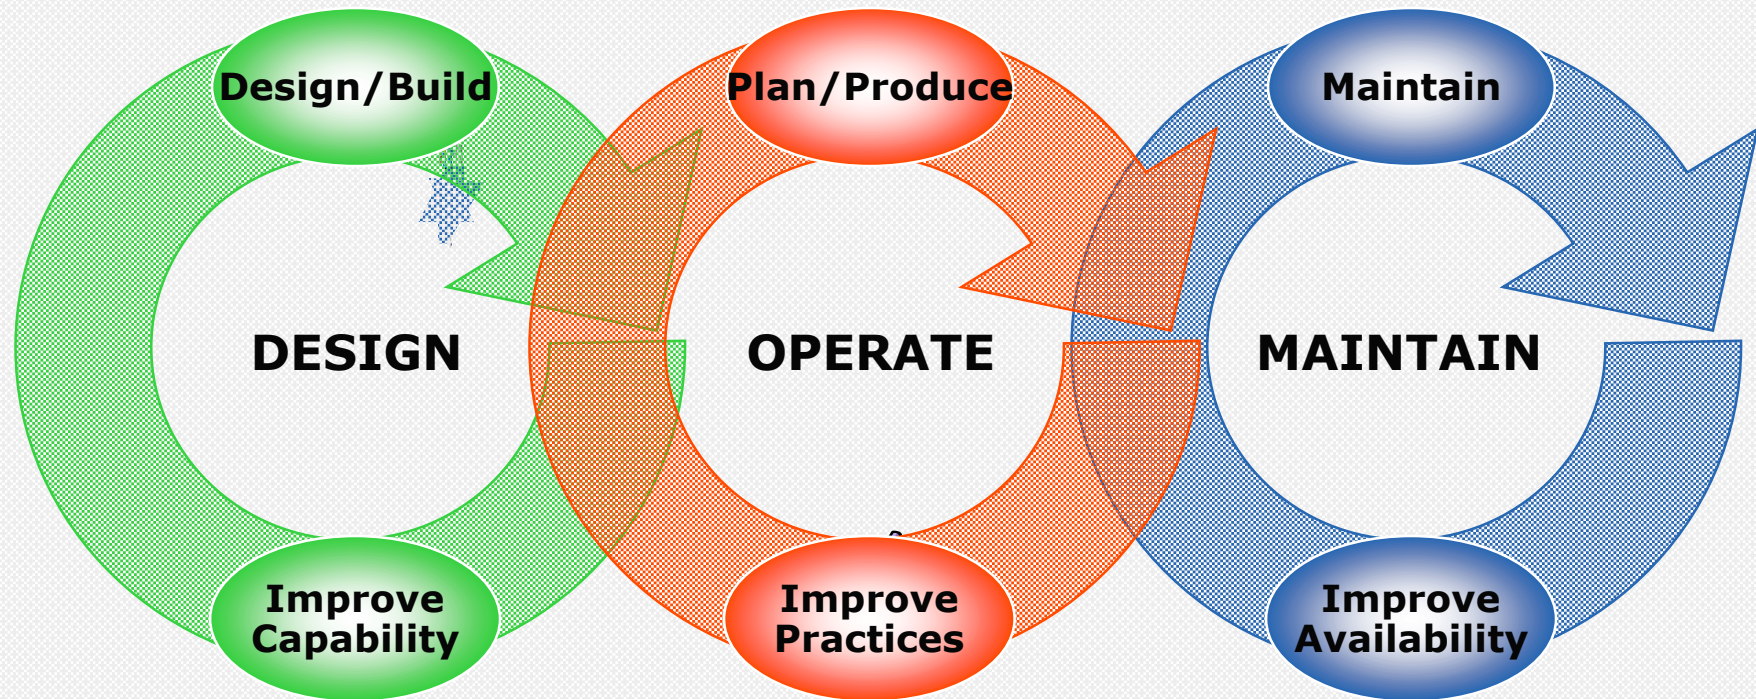 Design/Build
Plan/Produce
Maintain
DESIGN
OPERATE
MAINTAIN
Improve
Capability
Improve
Practices
Improve
Availability